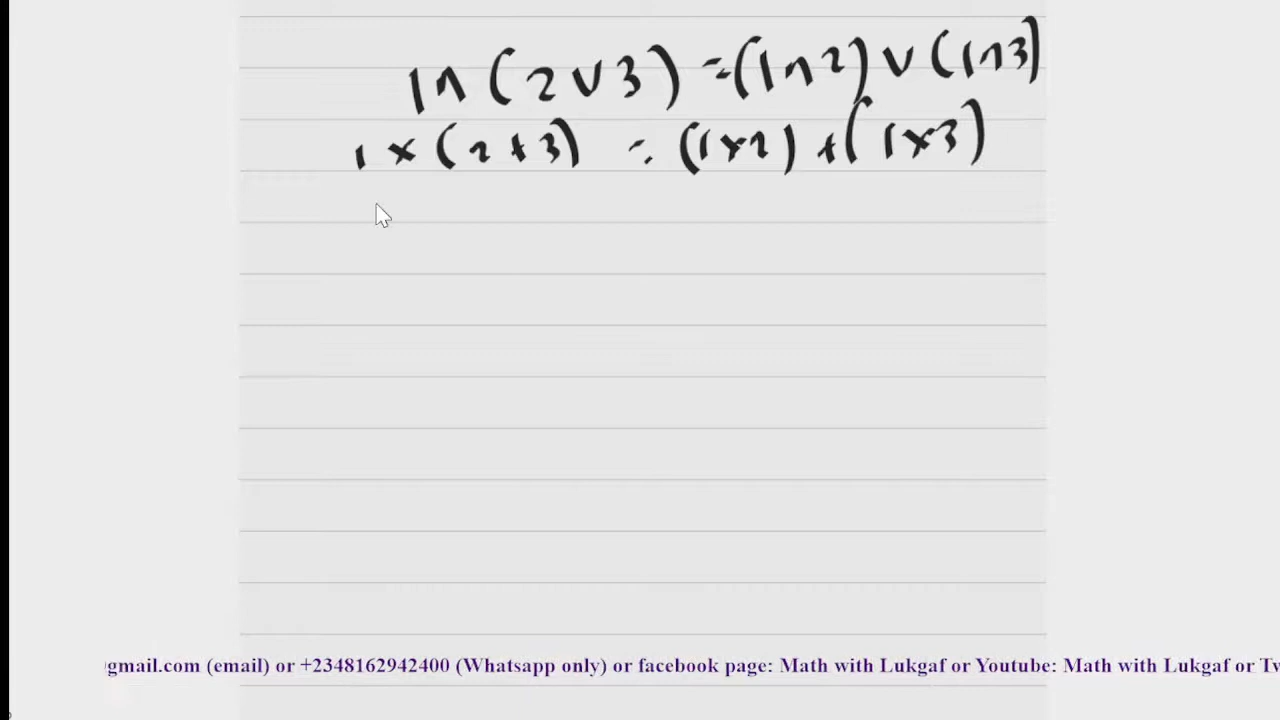 1∩(2∪3) = (1∩2)∪(1∩3)
1×(2+3) = (1×2)+(1×3)
gmail.com (email) or +2348162942400 (Whatsapp only) or facebook page: Math with Lukgaf or Youtube: Math with Lukgaf or Tw